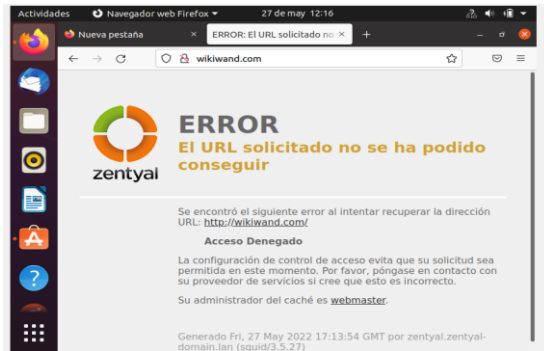 Actividades Navegador web Firefox 27 de may 12:16
Nueva pestaña × ERROR: El URL solicitado no × +
wikiwand.com
zentyal
ERROR
El URL solicitado no se ha podido
conseguir
Se encontró el siguiente error al intentar recuperar la dirección
URL: http://wikiwand.com/
Acceso Denegado
La configuración de control de acceso evita que su solicitud sea
permitida en este momento. Por favor, póngase en contacto con
su proveedor de servicios si cree que esto es incorrecto.
Su administrador del caché es webmaster.
Generado Fri, 27 May 2022 17:13:54 GMT por zentyal.zentyal-
domain.lan (squid/3.5.27)